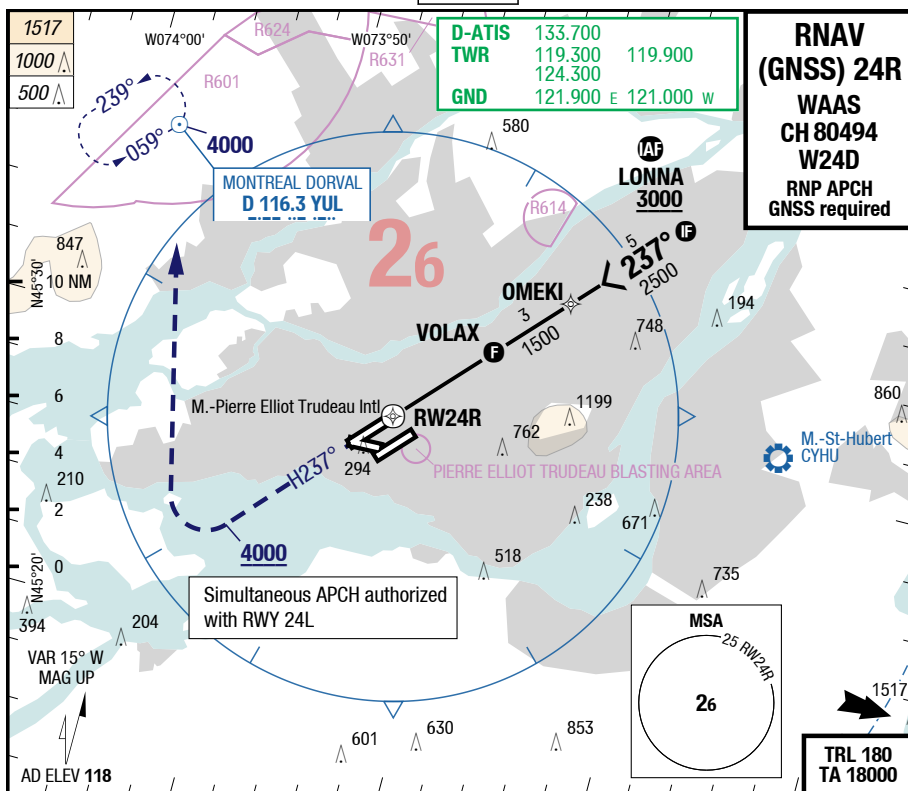 1517
1000
500
W074°00'
R624
W073°50'
R631
R601
239°
059°
4000
MONTREAL DORVAL
D 116.3 YUL
D-ATIS 133.700
TWR 119.300 119.900
124.300
GND 121.900 E 121.000 W
RNAV
(GNSS) 24R
WAAS
CH 80494
W24D
RNP APCH
GNSS required
580
IAF
LONNA
3000
R614
IF
5
237°
2500
26
847
N45°30'
10 NM
OMEKI
3
1500
VOLAX
F
194
748
8
6
4
2
0
M.-Pierre Elliot Trudeau Intl
RW24R
1199
762
860
294
H237°
PIERRE ELLIOT TRUDEAU BLASTING AREA
M.-St-Hubert
CYHU
210
238
671
4000
518
735
N45°20'
Simultaneous APCH authorized
with RWY 24L
394
204
VAR 15° W
MAG UP
MSA
25 RW24R
26
1517
601
630
853
AD ELEV 118
TRL 180
TA 18000